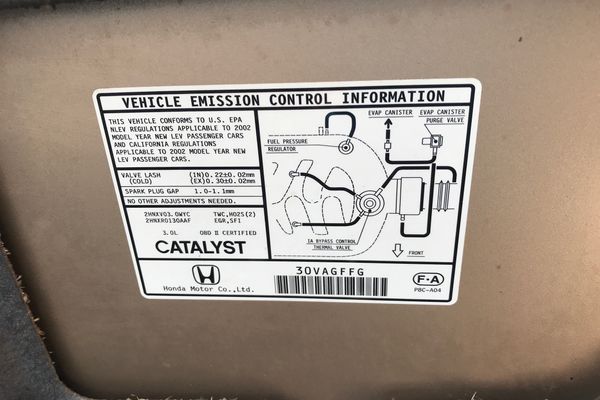 VEHICLE EMISSION CONTROL INFORMATION
THIS VEHICLE CONFORMS TO U.S. EPA
NLEV REGULATIONS APPLICABLE TO 2002
MODEL YEAR NEW LEV PASSENGER CARS
AND CALIFORNIA REGULATIONS
APPLICABLE TO 2002 MODEL YEAR NEW
LEV PASSENGER CARS.
VALVE LASH (IN)0.22±0.02mm
(COLD) (EX)0.30±0.02mm
SPARK PLUG GAP 1.0-1.1mm
NO OTHER ADJUSTMENTS NEEDED.
2HNXV03.0WYC TWC,HO2S(2)
2HNXR0130AAF EGR,SFI
3.0L OBD II CERTIFIED
CATALYST
FUEL PRESSURE
REGULATOR
EVAP CANISTER
EVAP CANISTER
PURGE VALVE
IA BYPASS CONTROL
THERMAL VALVE
FRONT
Honda Motor Co.,Ltd.
30VAGFFG
F-A
P8C-A04